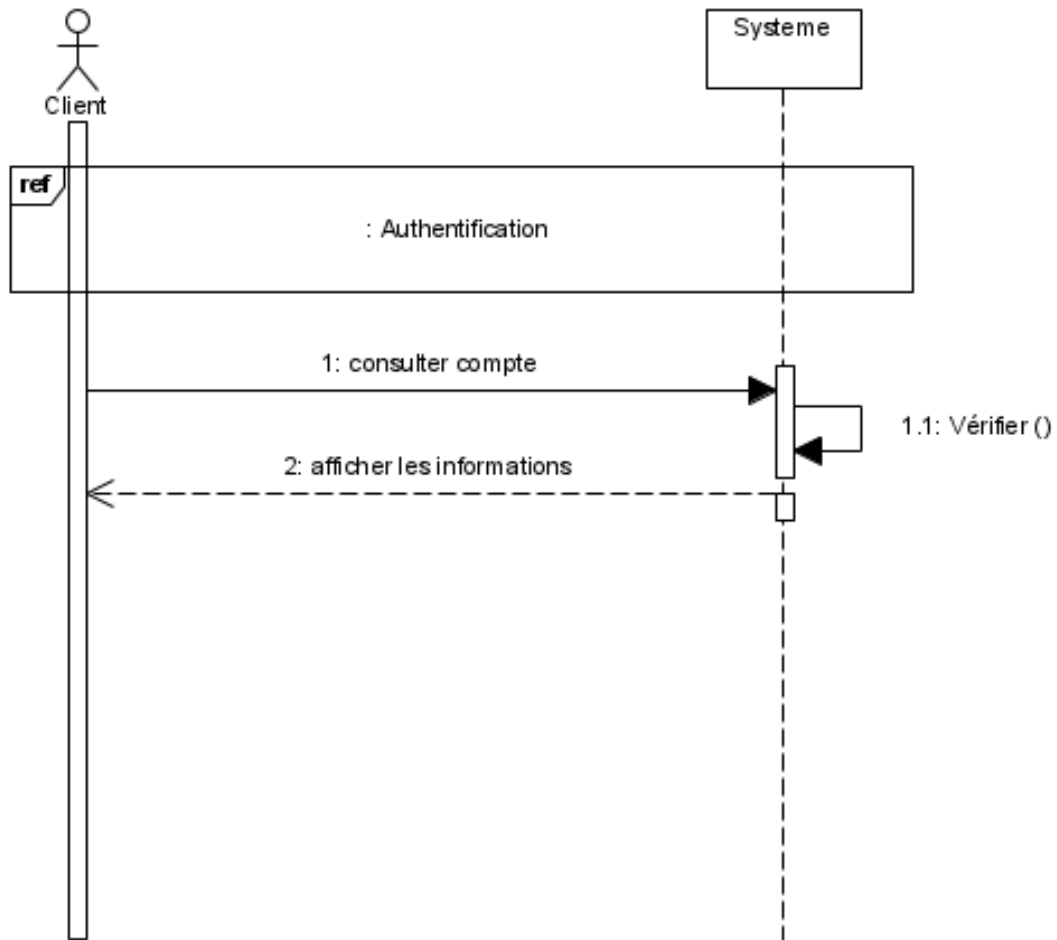 Client
Systeme
ref
: Authentification
1: consulter compte
1.1: Vérifier ()
2: afficher les informations